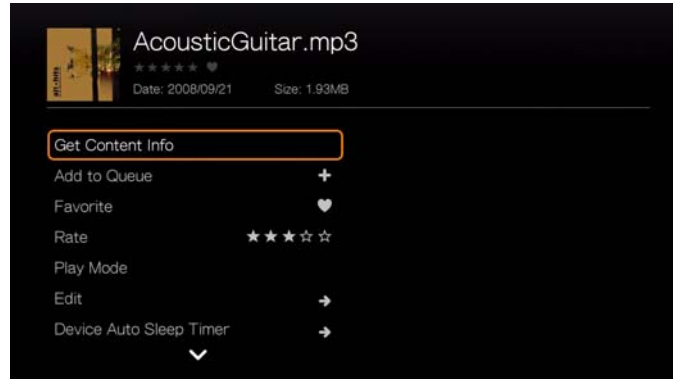 AcousticGuitar.mp3
Date: 2008/09/21 Size: 1.93MB
Get Content Info
Add to Queue
Favorite
Rate
Play Mode
Edit
Device Auto Sleep Timer